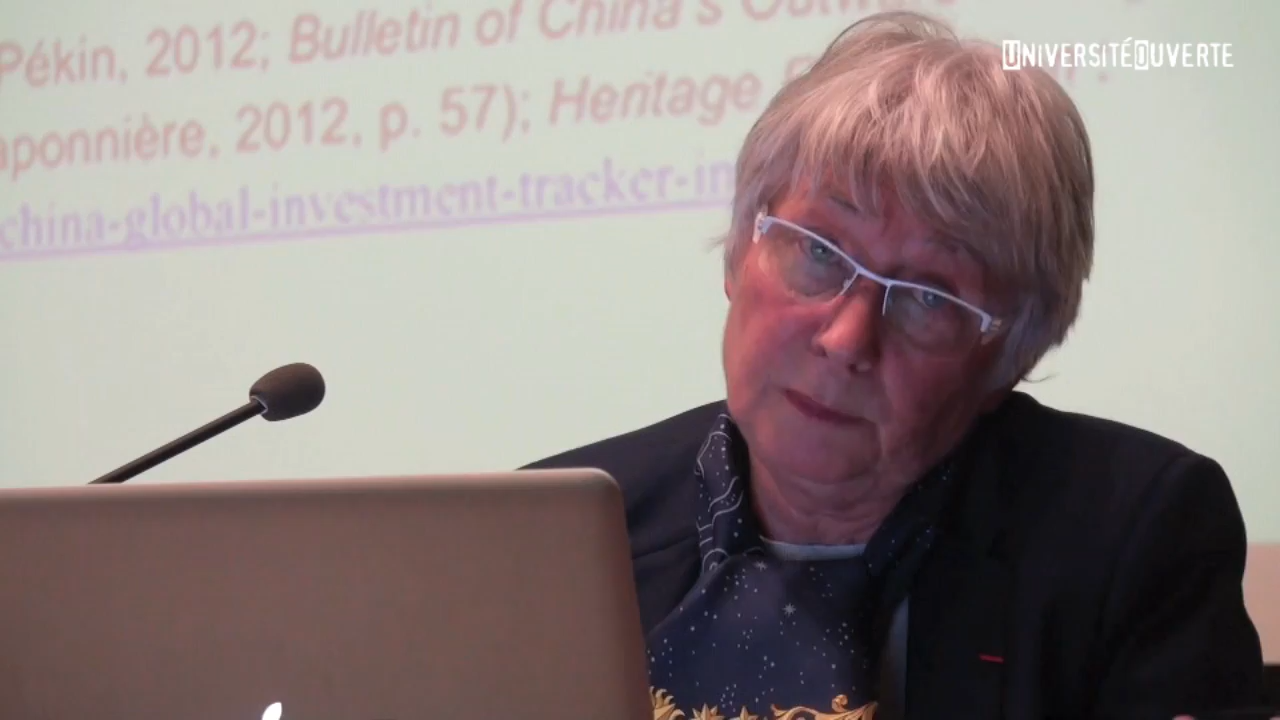 UNIVERSITÉOUVERTE
Pékin, 2012; Bulletin of China's
aponnière, 2012, p. 57); Heritage
china-global-investment-tracker-in